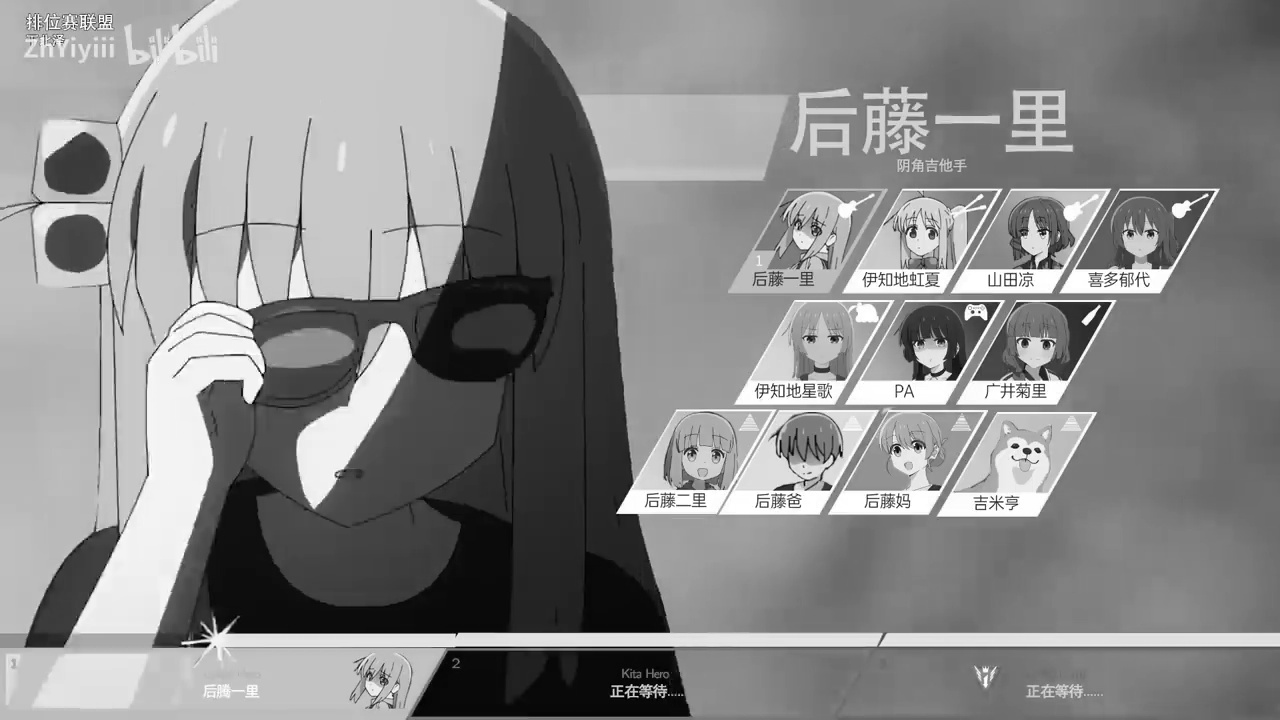 排位赛联盟
ZhYiyiii bilibili
后藤一里
阴角吉他手
1
后藤一里
伊知地虹夏
山田凉
喜多郁代
伊知地星歌
PA
广井菊里
后藤二里
后藤爸
后藤妈
吉米亨
1
后腾一里
2
Kita Hero
正在等待.....
3
正在等待......